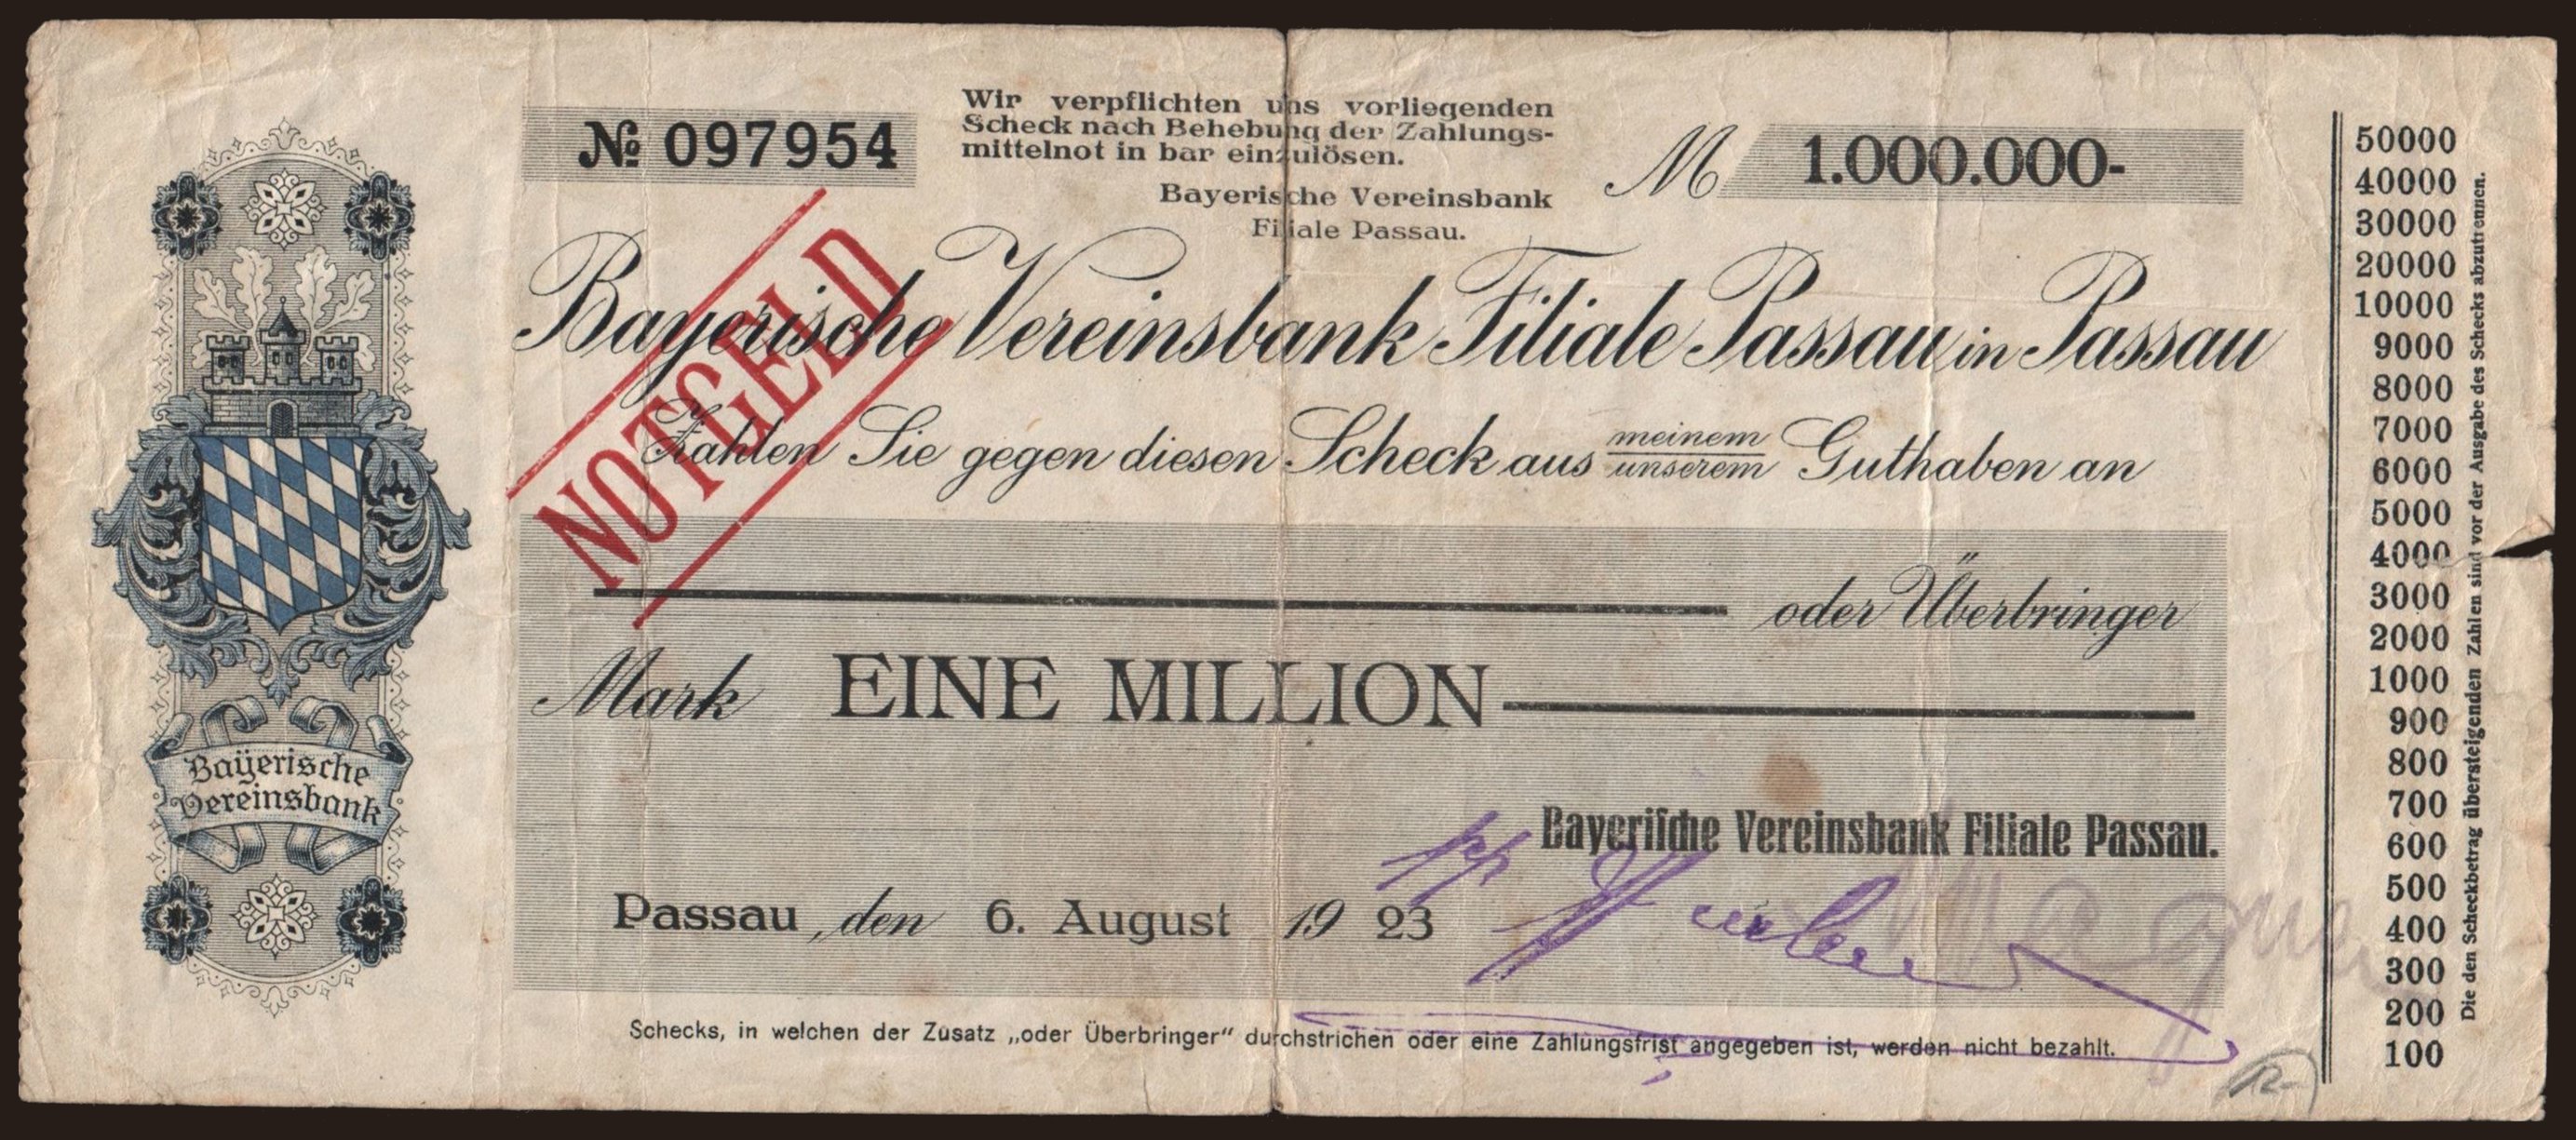 № 097954
Wir verpflichten uns vorliegenden
Scheck nach Behebung der Zahlungs-
mittelnot in bar einzulösen.
Bayerische Vereinsbank
Filiale Passau.
M 1.000.000-
NOTGELD
Bayerische Vereinsbank Filiale Passau in Passau
Zahlen Sie gegen diesen Scheck aus meinem unserem Guthaben an
oder Überbringer
Mark EINE MILLION
Bayerische
Vereinsbank
Bayerische Vereinsbank Filiale Passau.
Passau, den 6. August 1923
Schecks, in welchen der Zusatz „oder Überbringer“ durchstrichen oder eine Zahlungsfrist angegeben ist, werden nicht bezahlt.
50000
40000
30000
20000
10000
9000
8000
7000
6000
5000
4000
3000
2000
1000
900
800
700
600
500
400
300
200
100
Die den Scheckbetrag übersteigenden Zahlen sind vor der Ausgabe des Schecks abzutrennen.
12-